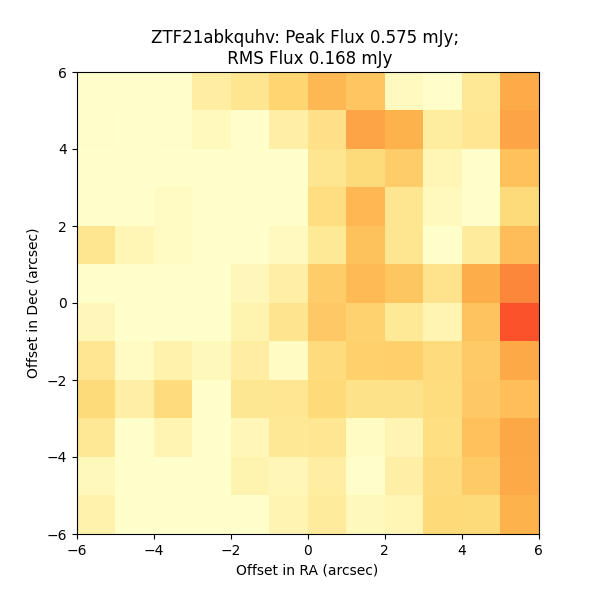 ZTF21abkquhv: Peak Flux 0.575 mJy;
RMS Flux 0.168 mJy
6
4
2
0
−2
−4
−6
Offset in Dec (arcsec)
−6 −4 −2 0 2 4 6
Offset in RA (arcsec)